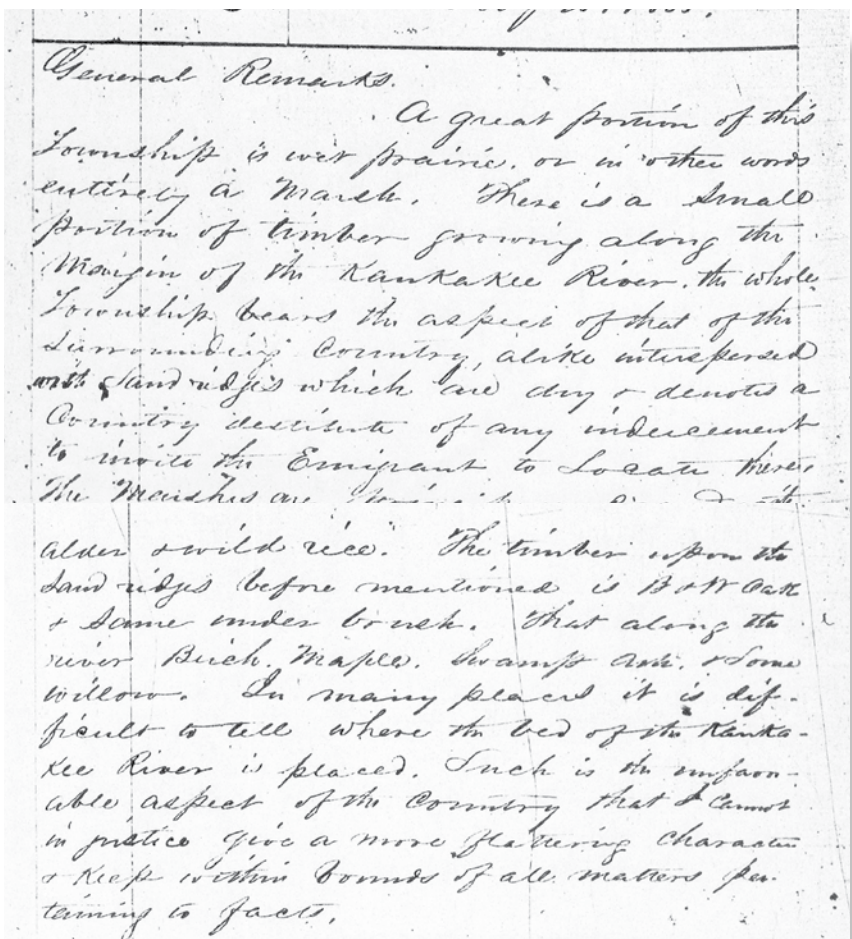 General Remarks.
A great portion of this
Township is wet prairie. or in other words
entirely a Marsh. There is a small
portion of timber growing along the
Margin of the Kankakee River. the whole
Township bears the aspect of that of the
Surrounding Country, alike interspersed
with Sand ridges which are dry & denotes a
Country destitute of any inducement
to invite the Emigrant to Locate there.
The Marshes are
alder & wild rice. The timber upon the
Sand ridges before mentioned is B & W Oak
& Same under brush. That along the
river Birch. Maple. Swamp Ash. & Some
willow. In many places it is dif-
ficult to tell where the bed of the Kanka-
kee River is placed. Such is the unfavor-
able aspect of the Country that I Cannot
in justice give a more flattering character
& Keep within bounds of all matters per-
taining to facts.